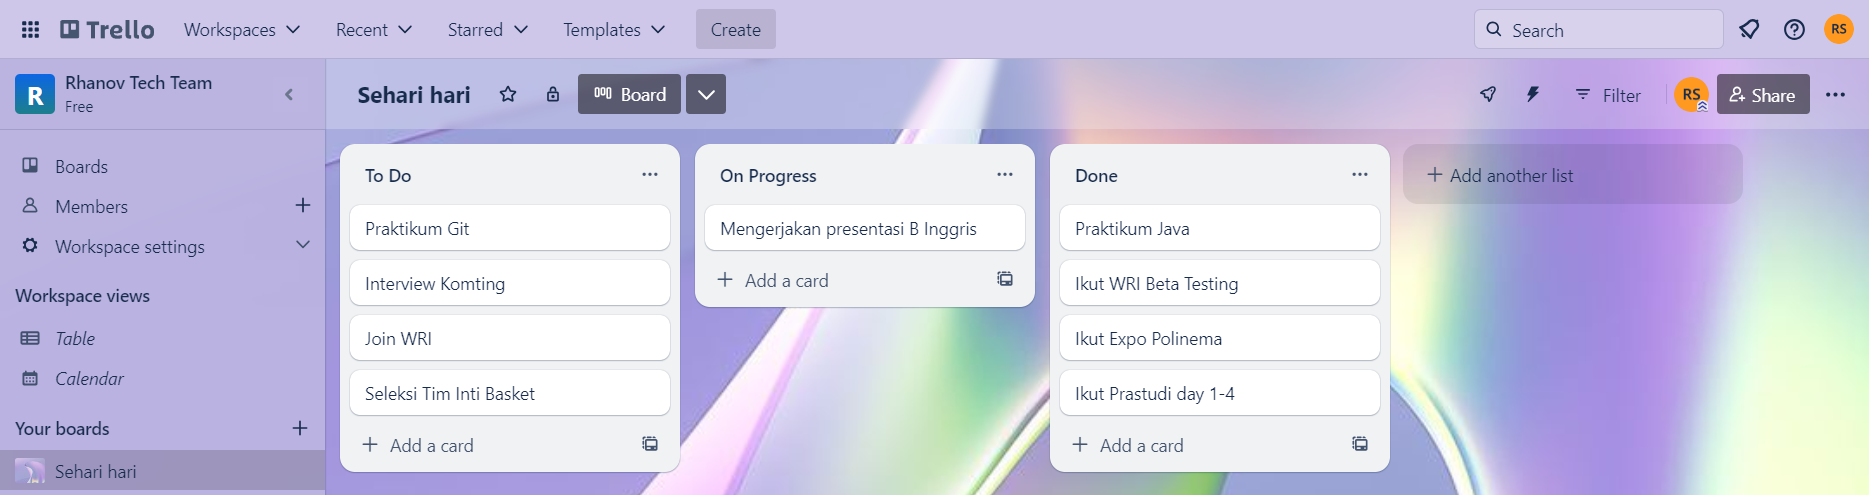 Trello Workspaces Recent Starred Templates Create Search RS
R Rhanov Tech Team
Free
Sehari hari Board Filter RS Share
Boards
Members
Workspace settings
Workspace views
Table
Calendar
Your boards
Sehari hari
To Do
Praktikum Git
Interview Komting
Join WRI
Seleksi Tim Inti Basket
Add a card
On Progress
Mengerjakan presentasi B Inggris
Add a card
Done
Praktikum Java
Ikut WRI Beta Testing
Ikut Expo Polinema
Ikut Prastudi day 1-4
Add a card
Add another list